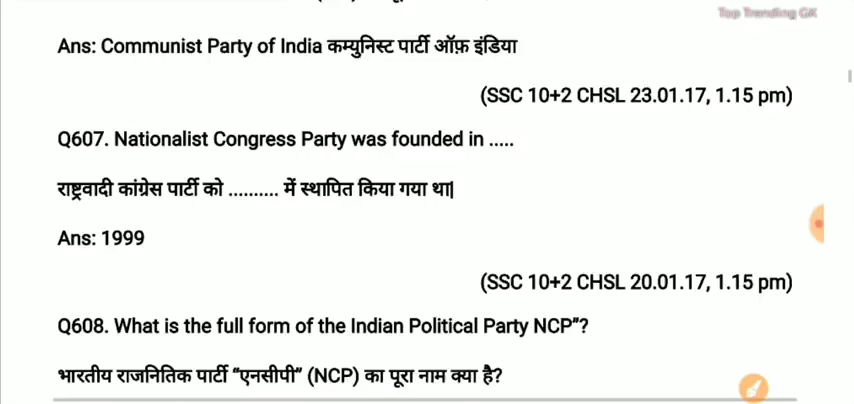 Top Trending GK
Ans: Communist Party of India कम्युनिस्ट पार्टी ऑफ़ इंडिया
(SSC 10+2 CHSL 23.01.17, 1.15 pm)
Q607. Nationalist Congress Party was founded in .....
राष्ट्रवादी कांग्रेस पार्टी को .......... में स्थापित किया गया था|
Ans: 1999
(SSC 10+2 CHSL 20.01.17, 1.15 pm)
Q608. What is the full form of the Indian Political Party NCP”?
भारतीय राजनितिक पार्टी “एनसीपी” (NCP) का पूरा नाम क्या है?